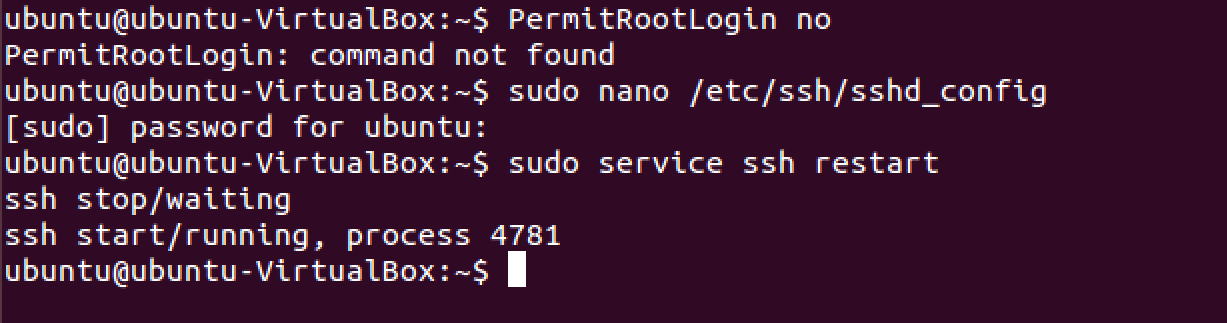 ubuntu@ubuntu-VirtualBox:~$ PermitRootLogin no
PermitRootLogin: command not found
ubuntu@ubuntu-VirtualBox:~$ sudo nano /etc/ssh/sshd_config
[sudo] password for ubuntu:
ubuntu@ubuntu-VirtualBox:~$ sudo service ssh restart
ssh stop/waiting
ssh start/running, process 4781
ubuntu@ubuntu-VirtualBox:~$